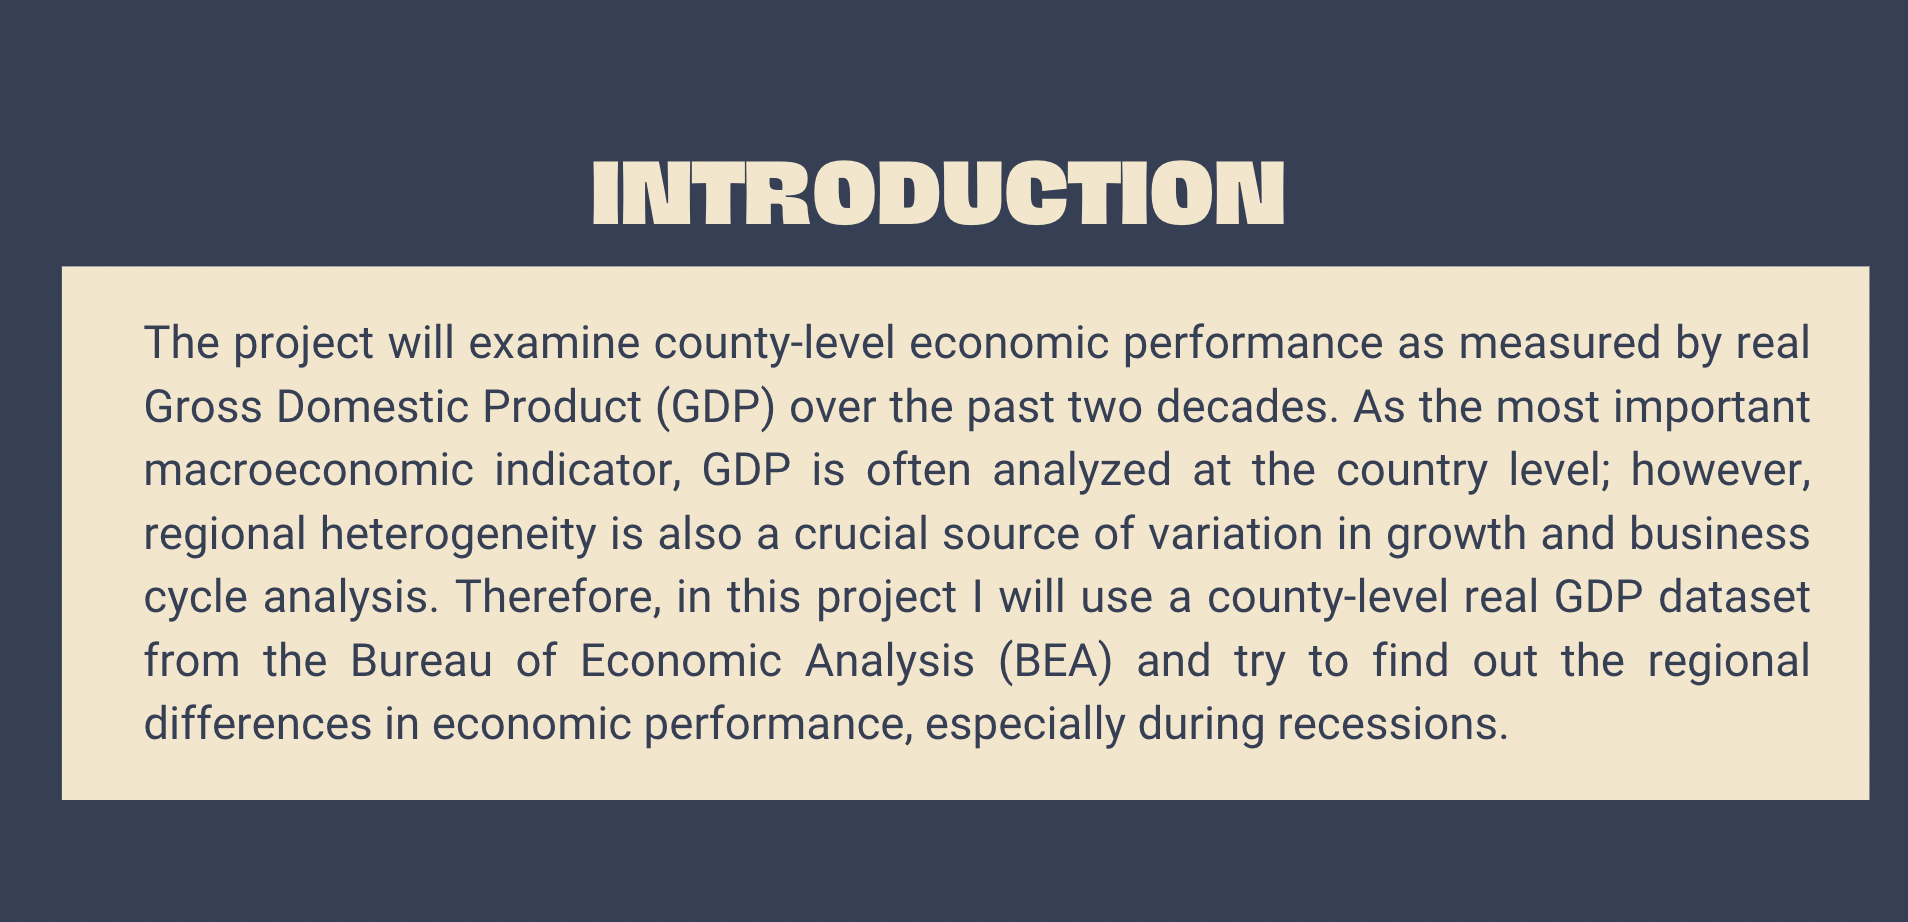 INTRODUCTION
The project will examine county-level economic performance as measured by real
Gross Domestic Product (GDP) over the past two decades. As the most important
macroeconomic indicator, GDP is often analyzed at the country level; however,
regional heterogeneity is also a crucial source of variation in growth and business
cycle analysis. Therefore, in this project I will use a county-level real GDP dataset
from the Bureau of Economic Analysis (BEA) and try to find out the regional
differences in economic performance, especially during recessions.